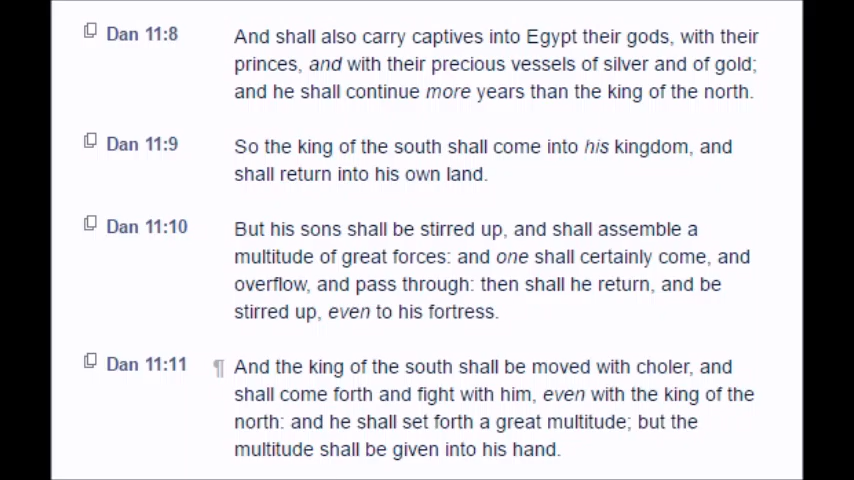 Dan 11:8 And shall also carry captives into Egypt their gods, with their
princes, and with their precious vessels of silver and of gold;
and he shall continue more years than the king of the north.
Dan 11:9 So the king of the south shall come into his kingdom, and
shall return into his own land.
Dan 11:10 But his sons shall be stirred up, and shall assemble a
multitude of great forces: and one shall certainly come, and
overflow, and pass through: then shall he return, and be
stirred up, even to his fortress.
Dan 11:11 ¶ And the king of the south shall be moved with choler, and
shall come forth and fight with him, even with the king of the
north: and he shall set forth a great multitude; but the
multitude shall be given into his hand.